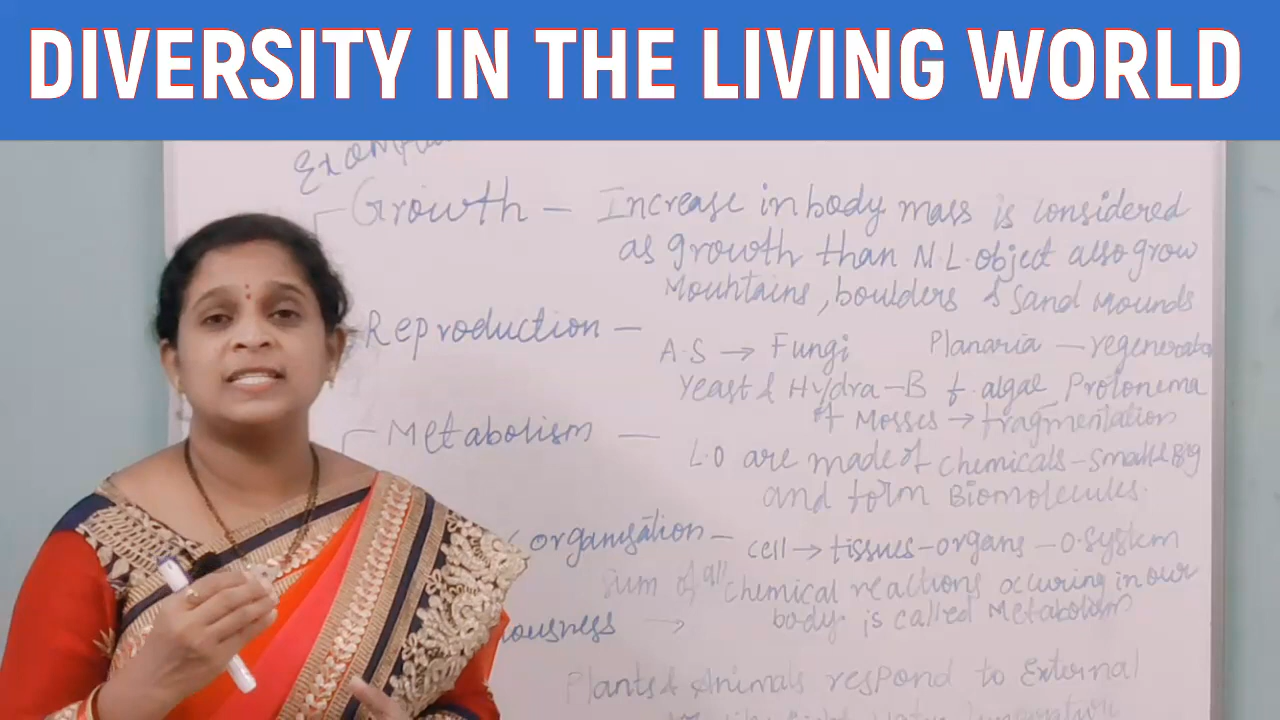 DIVERSITY IN THE LIVING WORLD
Growth – Increase in body mass is considered
as growth than N.L. object also grow
Mountains, boulders & Sand Mounds
Reproduction –
A.S → Fungi Planaria – regeneration
Yeast & Hydra – B f. algae Protonema
of Mosses → fragmentation
Metabolism –
L.O are made of chemicals – Small & Big
and form Biomolecules.
organisation – cell → tissues – organs – O. system
sum of all chemical reactions occuring in our
body is called Metabolism
ousness →
Plants & Animals respond to External